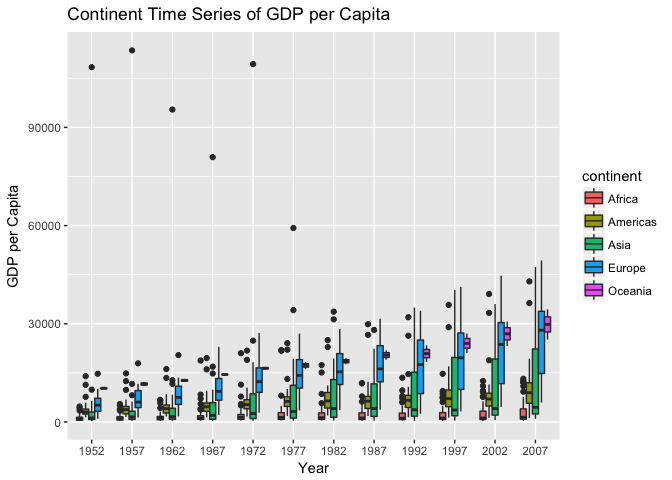 Continent Time Series of GDP per Capita
GDP per Capita
90000
60000
30000
0
1952 1957 1962 1967 1972 1977 1982 1987 1992 1997 2002 2007
Year
continent
Africa
Americas
Asia
Europe
Oceania